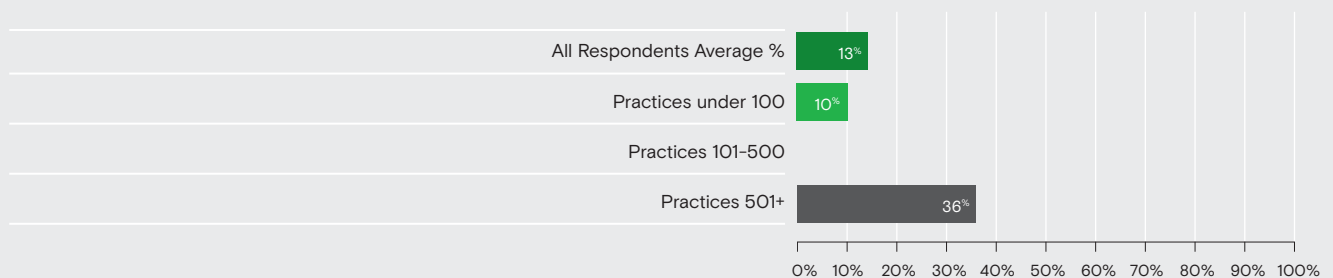 All Respondents Average % 13%
Practices under 100 10%
Practices 101-500
Practices 501+ 36%
0% 10% 20% 30% 40% 50% 60% 70% 80% 90% 100%